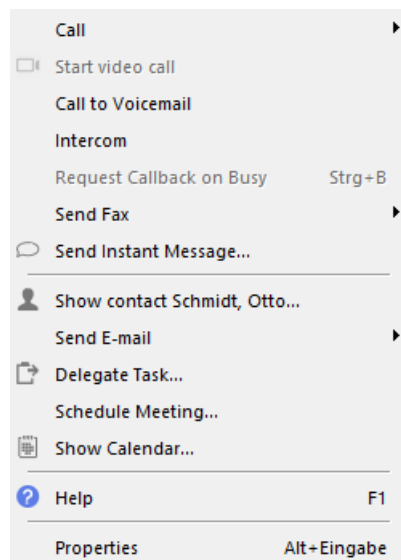 Call
Start video call
Call to Voicemail
Intercom
Request Callback on Busy Strg+B
Send Fax
Send Instant Message...
Show contact Schmidt, Otto...
Send E-mail
Delegate Task...
Schedule Meeting...
Show Calendar...
Help F1
Properties Alt+Eingabe